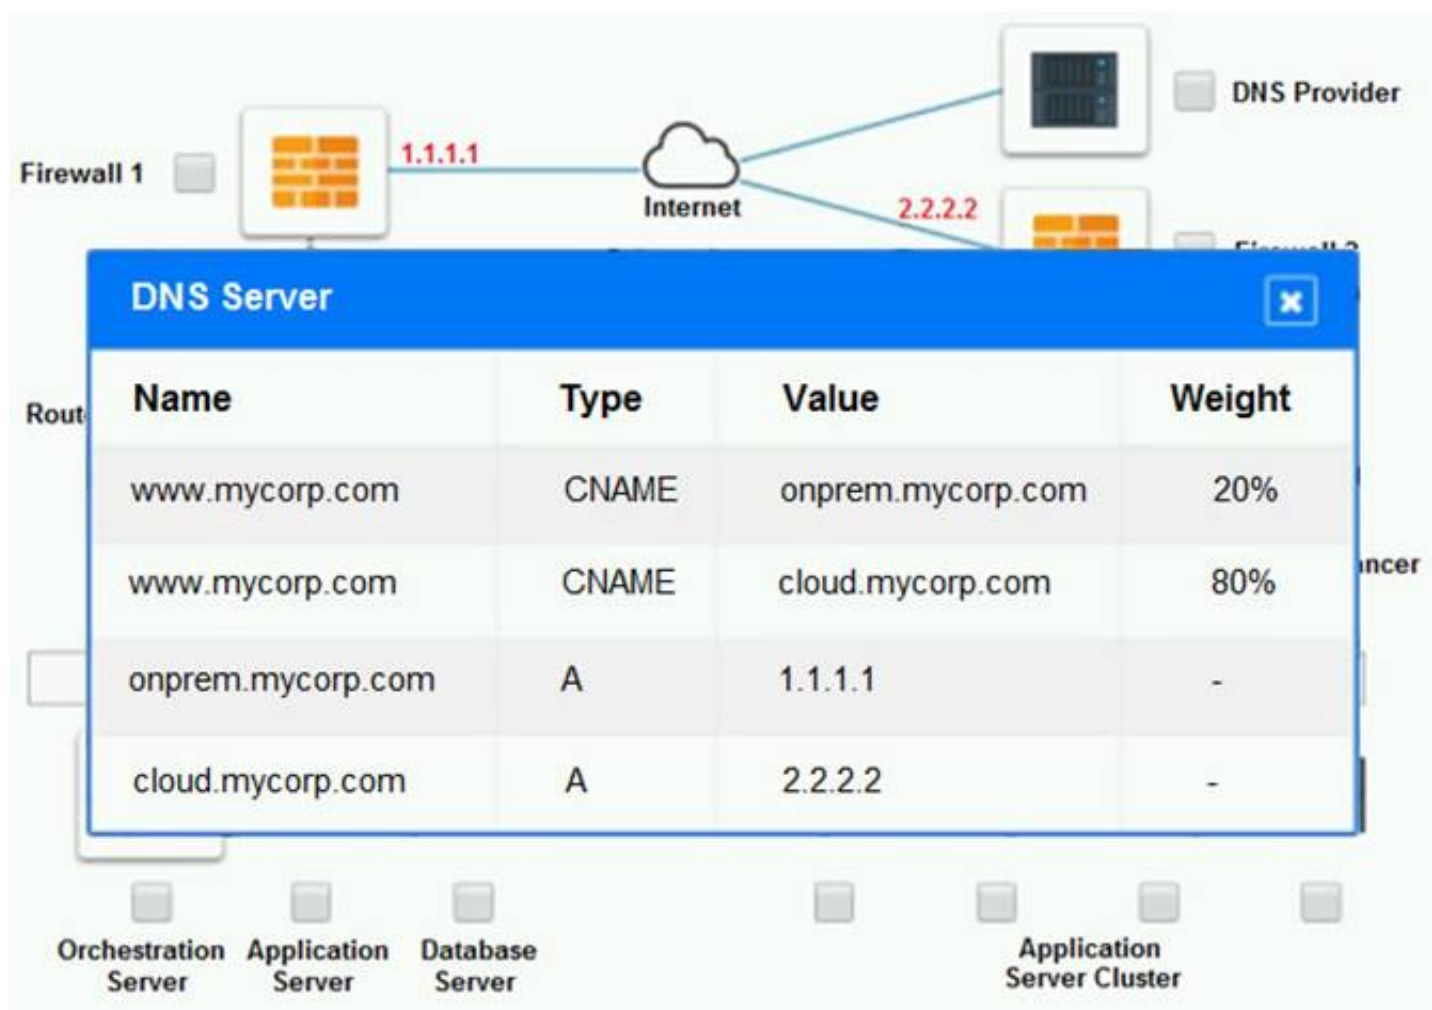 DNS Provider
Firewall 1
1.1.1.1
Internet
2.2.2.2
DNS Server
Name Type Value Weight
www.mycorp.com CNAME onprem.mycorp.com 20%
www.mycorp.com CNAME cloud.mycorp.com 80%
onprem.mycorp.com A 1.1.1.1 -
cloud.mycorp.com A 2.2.2.2 -
Orchestration Server
Application Server
Database Server
Application Server Cluster